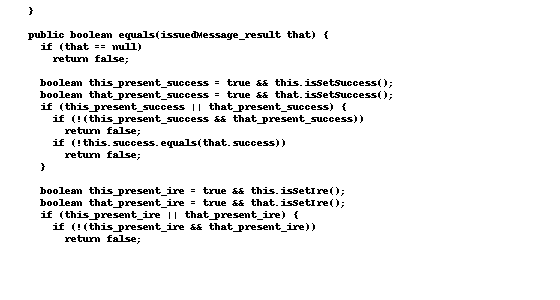 }
public boolean equals(issuedMessage_result that) {
if (that == null)
return false;
boolean this_present_success = true && this.isSetSuccess();
boolean that_present_success = true && that.isSetSuccess();
if (this_present_success || that_present_success) {
if (!(this_present_success && that_present_success))
return false;
if (!this.success.equals(that.success))
return false;
}
boolean this_present_ire = true && this.isSetIre();
boolean that_present_ire = true && that.isSetIre();
if (this_present_ire || that_present_ire) {
if (!(this_present_ire && that_present_ire))
return false;